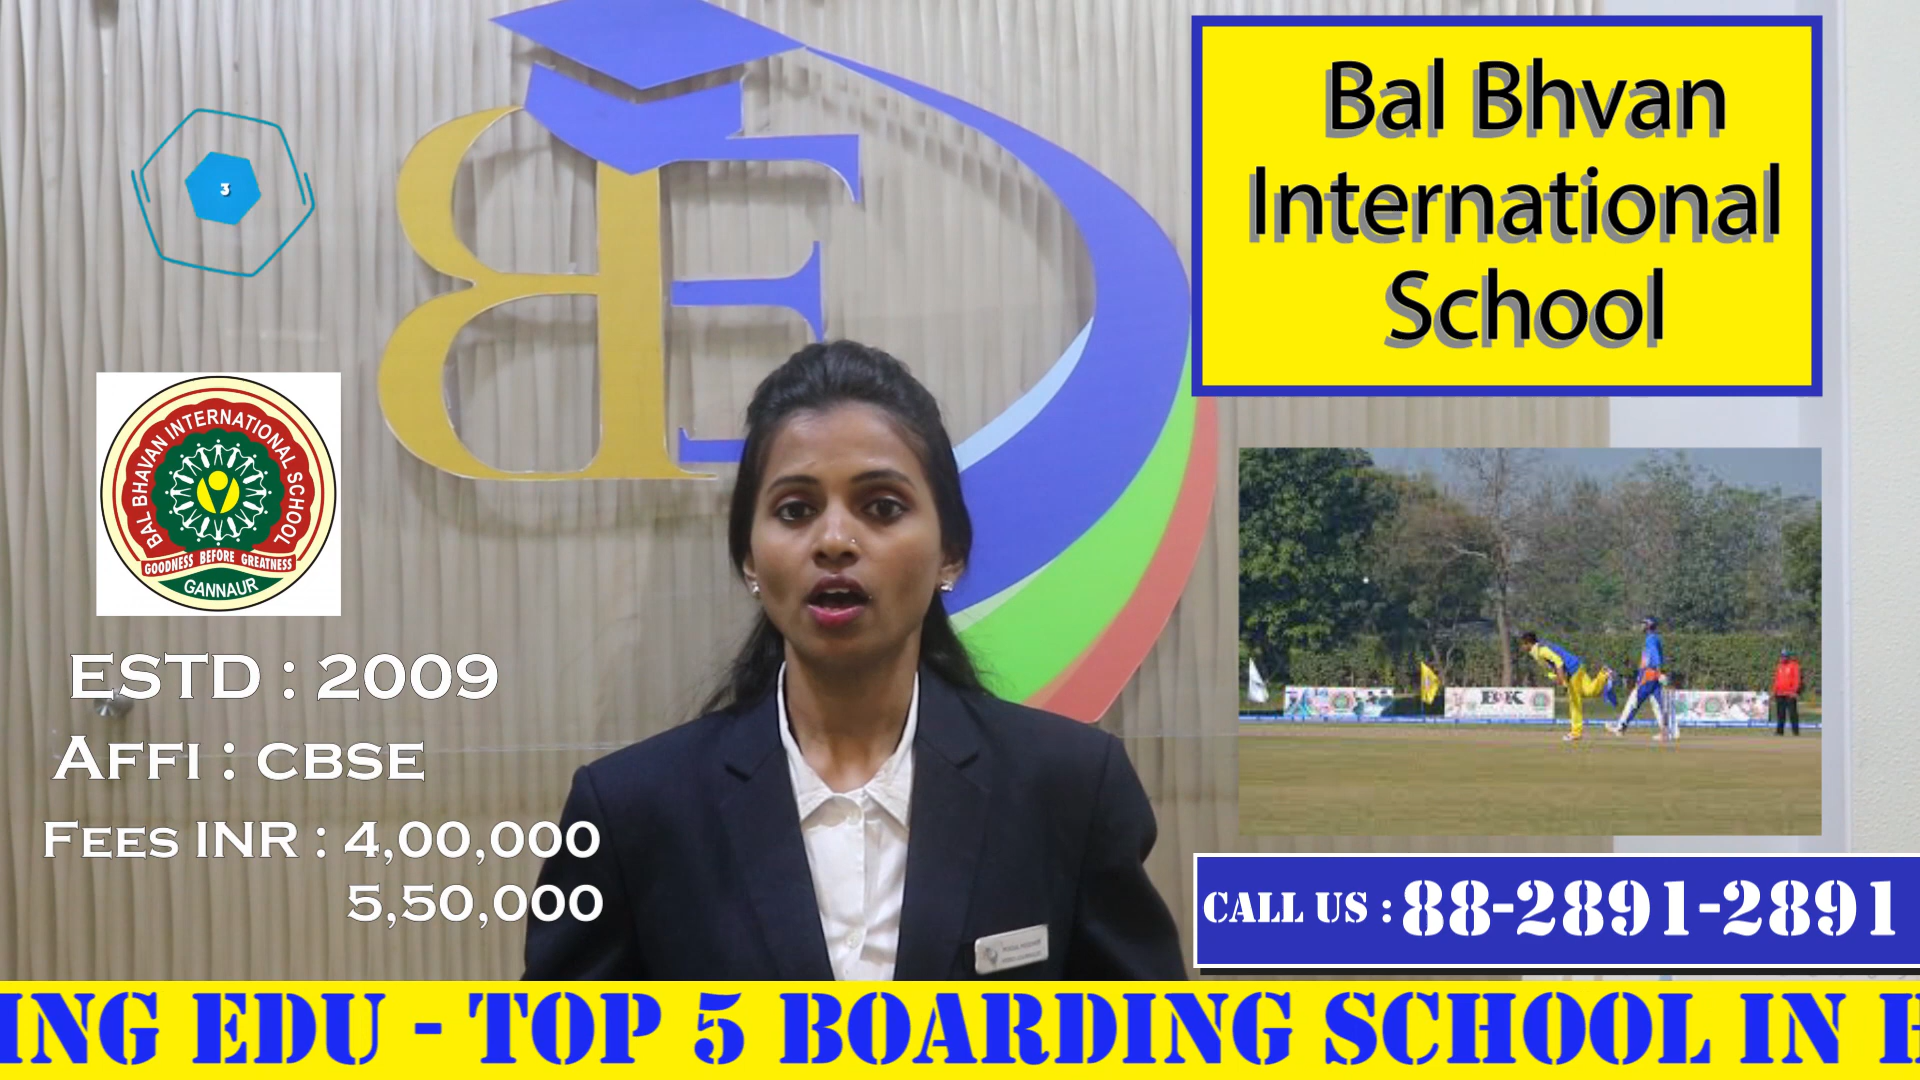 3
Bal Bhvan
International
School
BAL BHAVAN INTERNATIONAL SCHOOL
GOODNESS BEFORE GREATNESS
GANNAUR
ESTD : 2009
AFFI : CBSE
FEES INR : 4,00,000
5,50,000
BE
CALL US : 88-2891-2891
ING EDU - TOP 5 BOARDING SCHOOL IN H